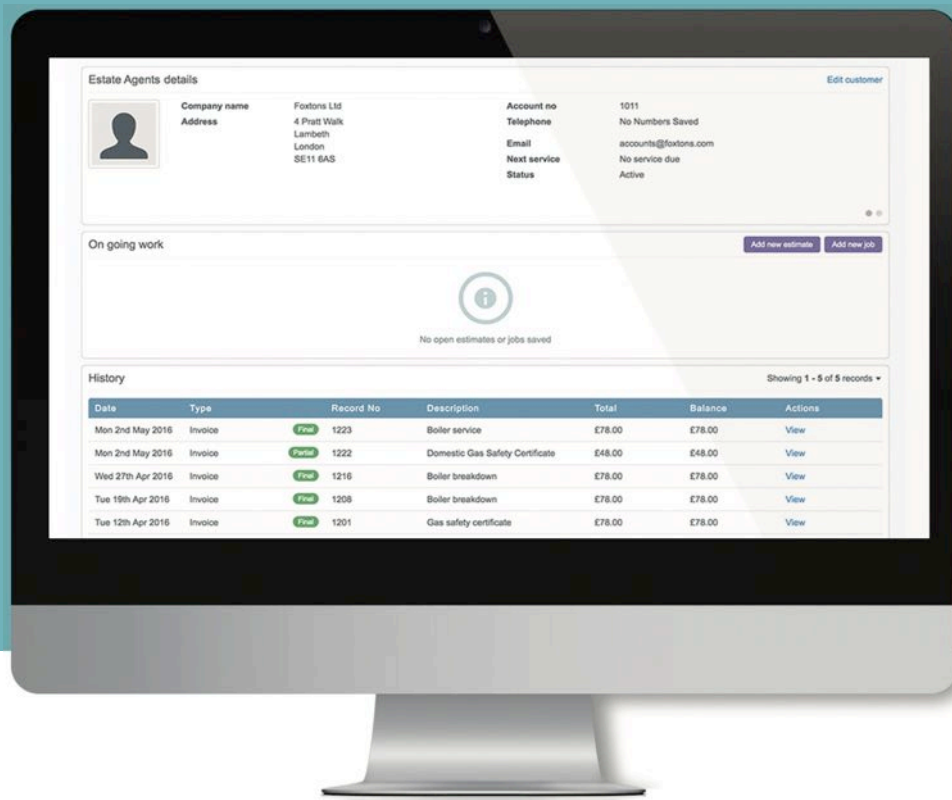 Estate Agents details Edit customer
Company name Foxtons Ltd Account no 1011
Address 4 Pratt Walk Telephone No Numbers Saved
Lambeth
London Email accounts@foxtons.com
SE11 6AS Next service No service due
Status Active
On going work Add new estimate Add new job
No open estimates or jobs saved
History Showing 1 - 5 of 5 records
Date Type Record No Description Total Balance Actions
Mon 2nd May 2016 Invoice Final 1223 Boiler service £78.00 £78.00 View
Mon 2nd May 2016 Invoice Partial 1222 Domestic Gas Safety Certificate £48.00 £48.00 View
Wed 27th Apr 2016 Invoice Final 1216 Boiler breakdown £78.00 £78.00 View
Tue 19th Apr 2016 Invoice Final 1208 Boiler breakdown £78.00 £78.00 View
Tue 12th Apr 2016 Invoice Final 1201 Gas safety certificate £78.00 £78.00 View